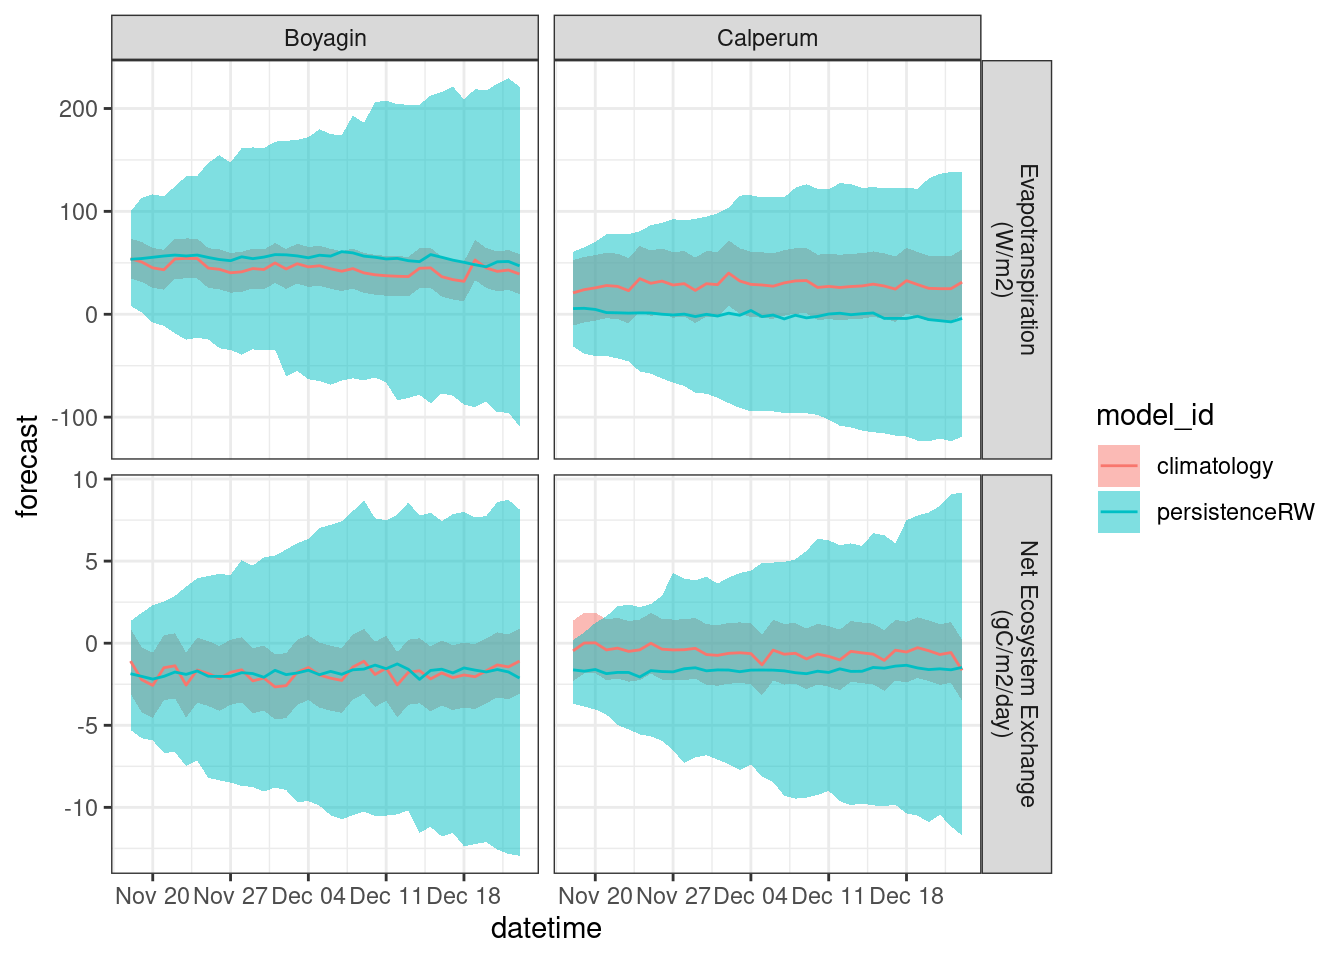 Boyagin
Calperum
200
100
0
-100
Evapotranspiration
(W/m2)
10
5
0
-5
-10
Net Ecosystem Exchange
(gC/m2/day)
forecast
Nov 20 Nov 27 Dec 04 Dec 11 Dec 18
Nov 20 Nov 27 Dec 04 Dec 11 Dec 18
datetime
model_id
climatology
persistenceRW